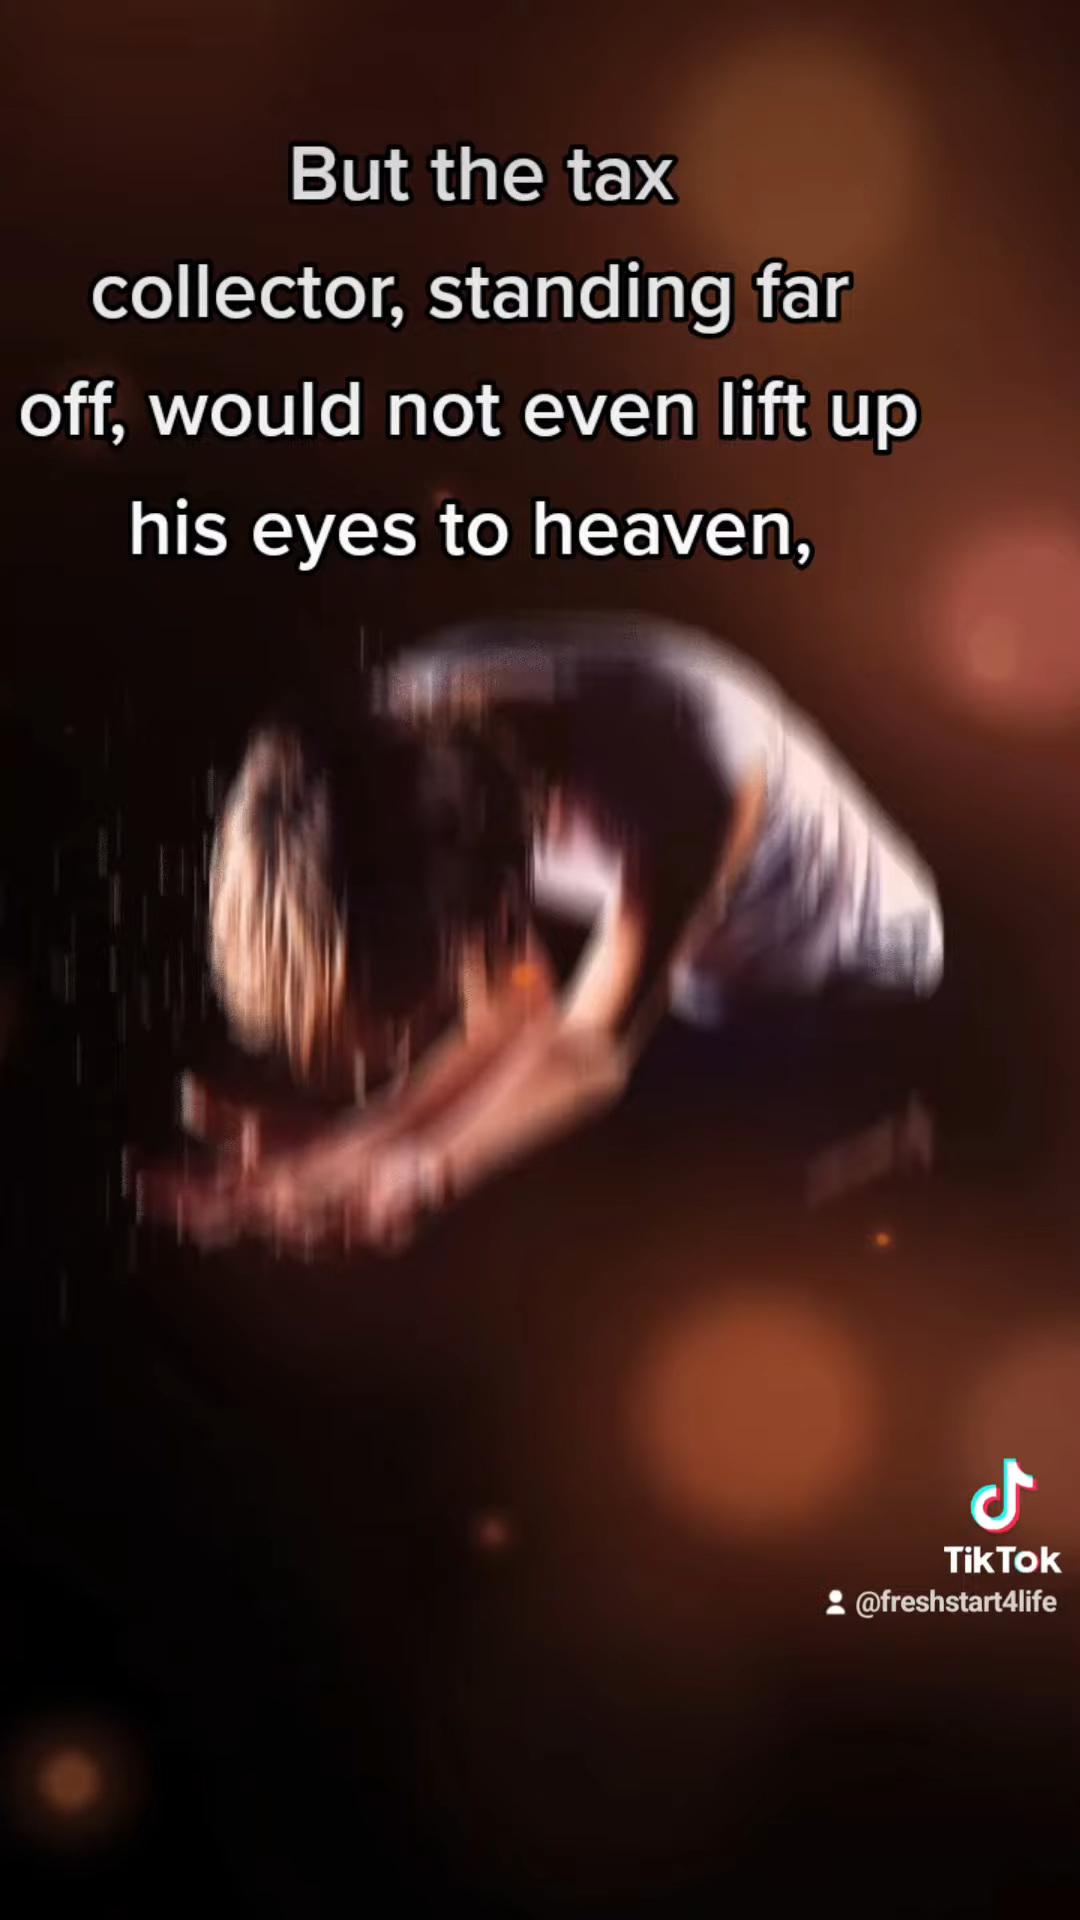 But the tax
collector, standing far
off, would not even lift up
his eyes to heaven,
TikTok
@freshstart4life